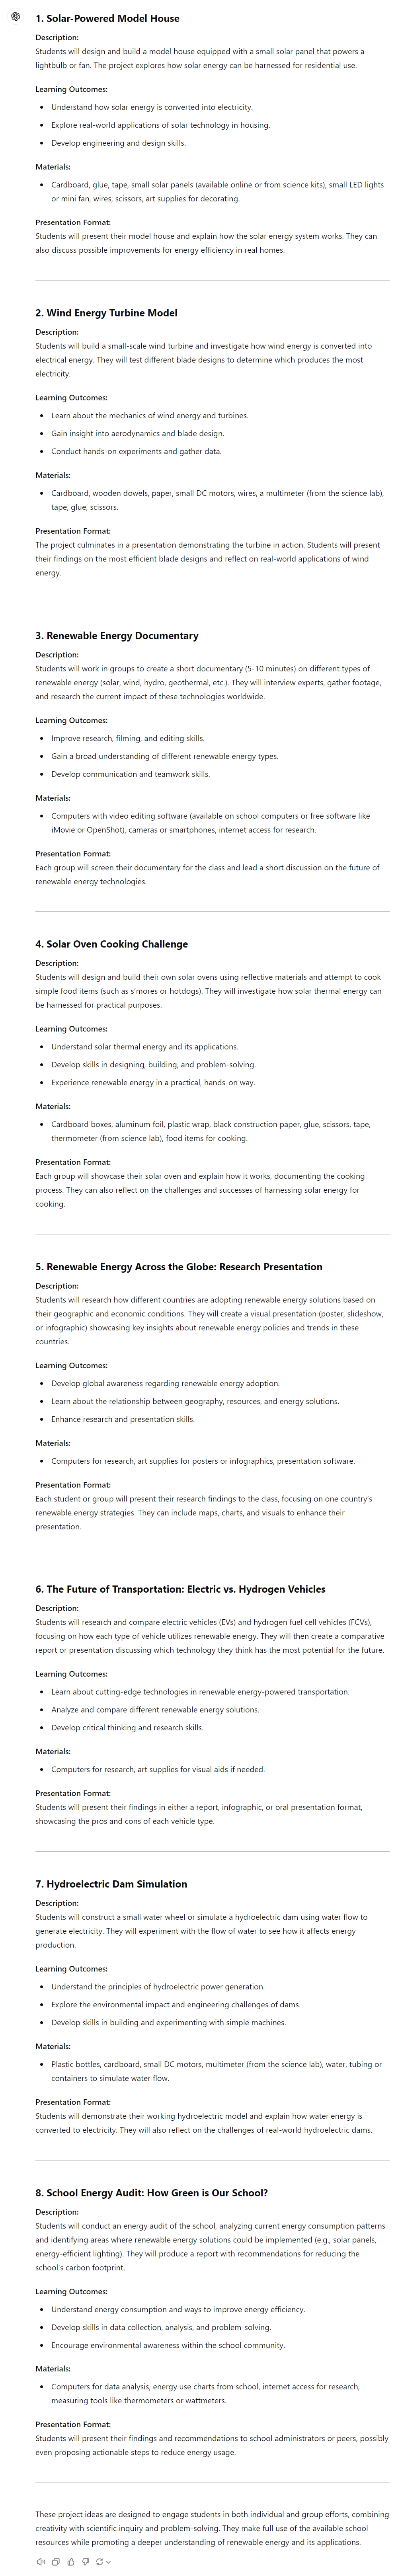 1. Solar-Powered Model House
Description:
Students will design and build a model house equipped with a small solar panel that powers a
lightbulb or fan. The project explores how solar energy can be harnessed for residential use.
Learning Outcomes:
• Understand how solar energy is converted into electricity.
• Explore real-world applications of solar technology in housing.
• Develop engineering and design skills.
Materials:
• Cardboard, glue, tape, small solar panels (available online or from science kits), small LED lights
or mini fan, wires, scissors, art supplies for decorating.
Presentation Format:
Students will present their model house and explain how the solar energy system works. They can
also discuss possible improvements for energy efficiency in real homes.
2. Wind Energy Turbine Model
Description:
Students will build a small-scale wind turbine and investigate how wind energy is converted into
electrical energy. They will test different blade designs to determine which produces the most
electricity.
Learning Outcomes:
• Learn about the mechanics of wind energy and turbines.
• Gain insight into aerodynamics and blade design.
• Conduct hands-on experiments and gather data.
Materials:
• Cardboard, wooden dowels, paper, small DC motors, wires, a multimeter (from the science lab),
tape, glue, scissors.
Presentation Format:
The project culminates in a presentation demonstrating the turbine in action. Students will present
their findings on the most efficient blade designs and reflect on real-world applications of wind
energy.
3. Renewable Energy Documentary
Description:
Students will work in groups to create a short documentary (5-10 minutes) on different types of
renewable energy (solar, wind, hydro, geothermal, etc.). They will interview experts, gather footage,
and research the current impact of these technologies worldwide.
Learning Outcomes:
• Improve research, filming, and editing skills.
• Gain a broad understanding of different renewable energy types.
• Develop communication and teamwork skills.
Materials:
• Computers with video editing software (available on school computers or free software like
iMovie or OpenShot), cameras or smartphones, internet access for research.
Presentation Format:
Each group will screen their documentary for the class and lead a short discussion on the future of
renewable energy technologies.
4. Solar Oven Cooking Challenge
Description:
Students will design and build their own solar ovens using reflective materials and attempt to cook
simple food items (such as s'mores or hotdogs). They will investigate how solar thermal energy can
be harnessed for practical purposes.
Learning Outcomes:
• Understand solar thermal energy and its applications.
• Develop skills in designing, building, and problem-solving.
• Experience renewable energy in a practical, hands-on way.
Materials:
• Cardboard boxes, aluminum foil, plastic wrap, black construction paper, glue, scissors, tape,
thermometer (from science lab), food items for cooking.
Presentation Format:
Each group will showcase their solar oven and explain how it works, documenting the cooking
process. They can also reflect on the challenges and successes of harnessing solar energy for
cooking.
5. Renewable Energy Across the Globe: Research Presentation
Description:
Students will research how different countries are adopting renewable energy solutions based on
their geographic and economic conditions. They will create a visual presentation (poster, slideshow,
or infographic) showcasing key insights about renewable energy policies and trends in these
countries.
Learning Outcomes:
• Develop global awareness regarding renewable energy adoption.
• Learn about the relationship between geography, resources, and energy solutions.
• Enhance research and presentation skills.
Materials:
• Computers for research, art supplies for posters or infographics, presentation software.
Presentation Format:
Each student or group will present their research findings to the class, focusing on one country's
renewable energy strategies. They can include maps, charts, and visuals to enhance their
presentation.
6. The Future of Transportation: Electric vs. Hydrogen Vehicles
Description:
Students will research and compare electric vehicles (EVs) and hydrogen fuel cell vehicles (FCVs),
focusing on how each type of vehicle utilizes renewable energy. They will then create a comparative
report or presentation discussing which technology they think has the most potential for the future.
Learning Outcomes:
• Learn about cutting-edge technologies in renewable energy-powered transportation.
• Analyze and compare different renewable energy solutions.
• Develop critical thinking and research skills.
Materials:
• Computers for research, art supplies for visual aids if needed.
Presentation Format:
Students will present their findings in either a report, infographic, or oral presentation format,
showcasing the pros and cons of each vehicle type.
7. Hydroelectric Dam Simulation
Description:
Students will construct a small water wheel or simulate a hydroelectric dam using water flow to
generate electricity. They will experiment with the flow of water to see how it affects energy
production.
Learning Outcomes:
• Understand the principles of hydroelectric power generation.
• Explore the environmental impact and engineering challenges of dams.
• Develop skills in building and experimenting with simple machines.
Materials:
• Plastic bottles, cardboard, small DC motors, multimeter (from the science lab), water, tubing or
containers to simulate water flow.
Presentation Format:
Students will demonstrate their working hydroelectric model and explain how water energy is
converted to electricity. They will also reflect on the challenges of real-world hydroelectric dams.
8. School Energy Audit: How Green is Our School?
Description:
Students will conduct an energy audit of the school, analyzing current energy consumption patterns
and identifying areas where renewable energy solutions could be implemented (e.g., solar panels,
energy-efficient lighting). They will produce a report with recommendations for reducing the
school's carbon footprint.
Learning Outcomes:
• Understand energy consumption and ways to improve energy efficiency.
• Develop skills in data collection, analysis, and problem-solving.
• Encourage environmental awareness within the school community.
Materials:
• Computers for data analysis, energy use charts from school, internet access for research,
measuring tools like thermometers or wattmeters.
Presentation Format:
Students will present their findings and recommendations to school administrators or peers, possibly
even proposing actionable steps to reduce energy usage.
These project ideas are designed to engage students in both individual and group efforts, combining
creativity with scientific inquiry and problem-solving. They make full use of the available school
resources while promoting a deeper understanding of renewable energy and its applications.